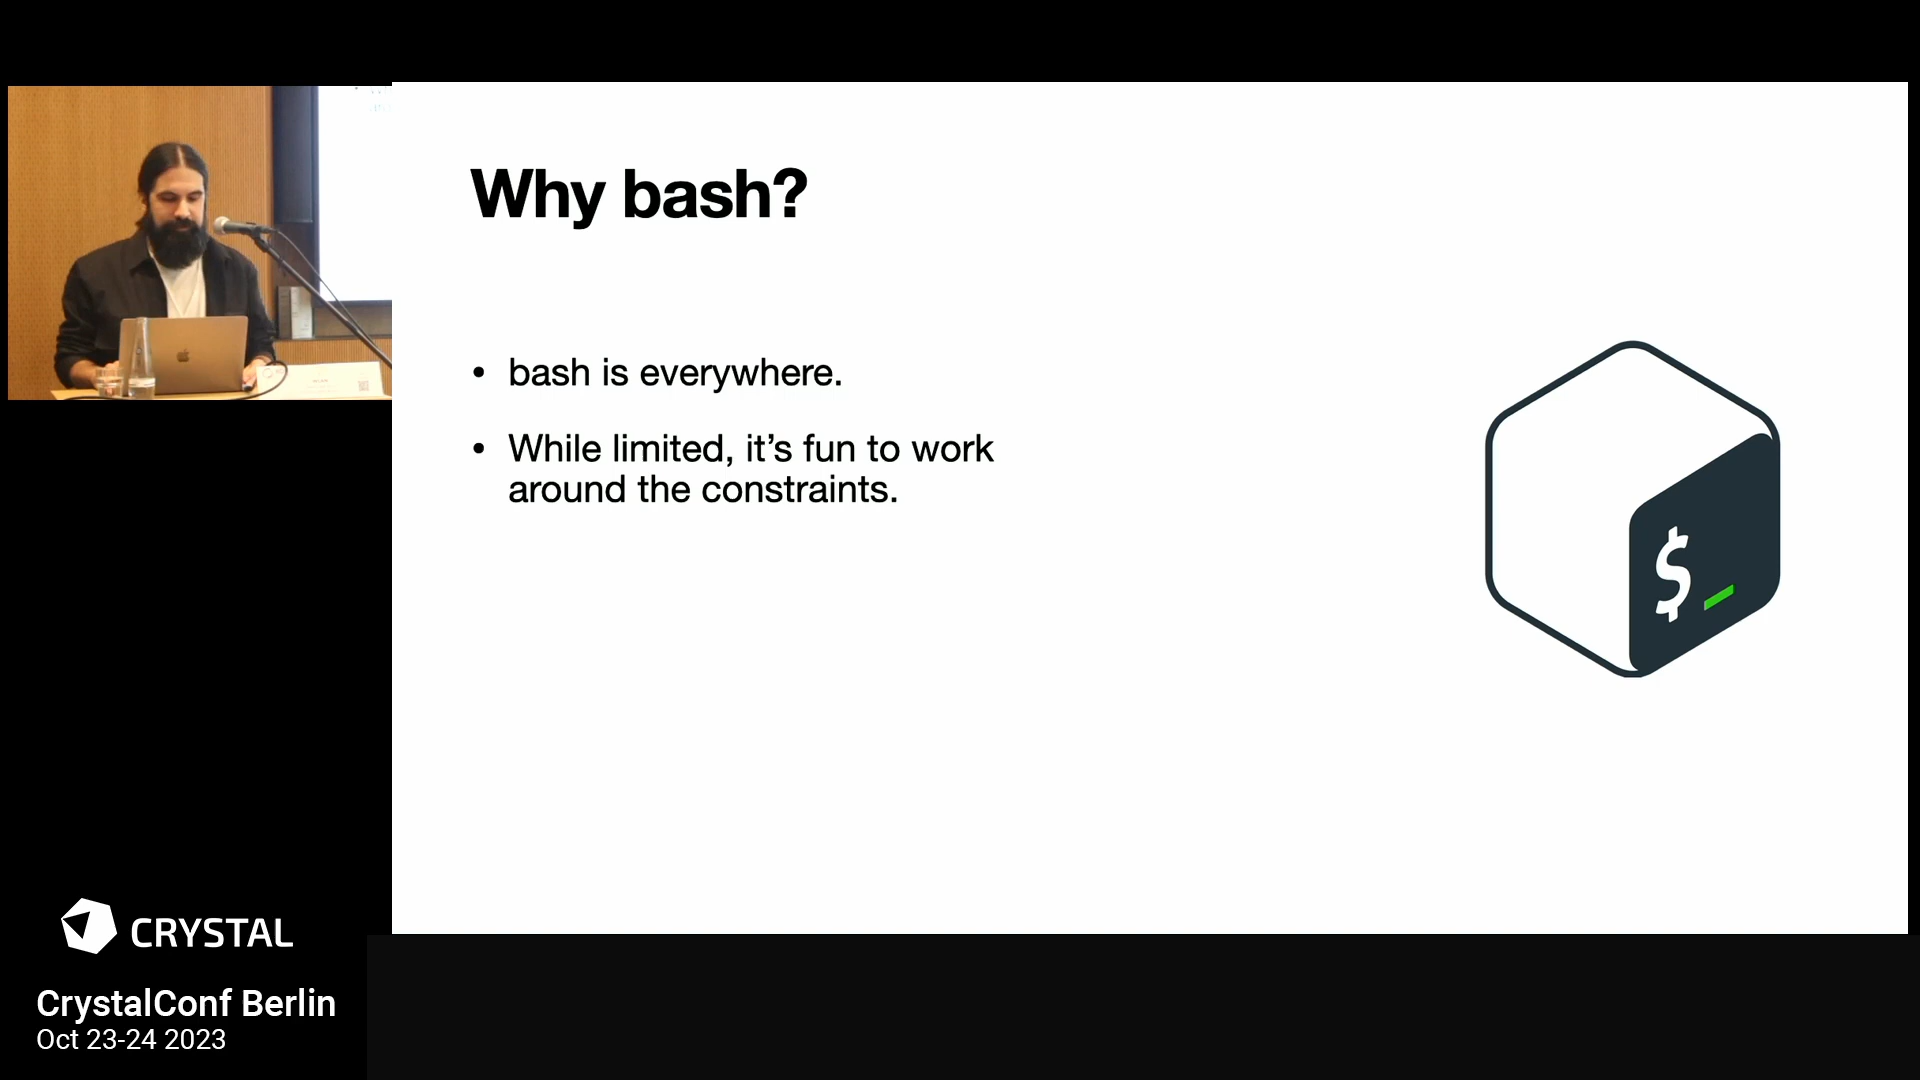 Why bash?
• bash is everywhere.
• While limited, it’s fun to work
around the constraints.
$_
CRYSTAL
CrystalConf Berlin
Oct 23-24 2023